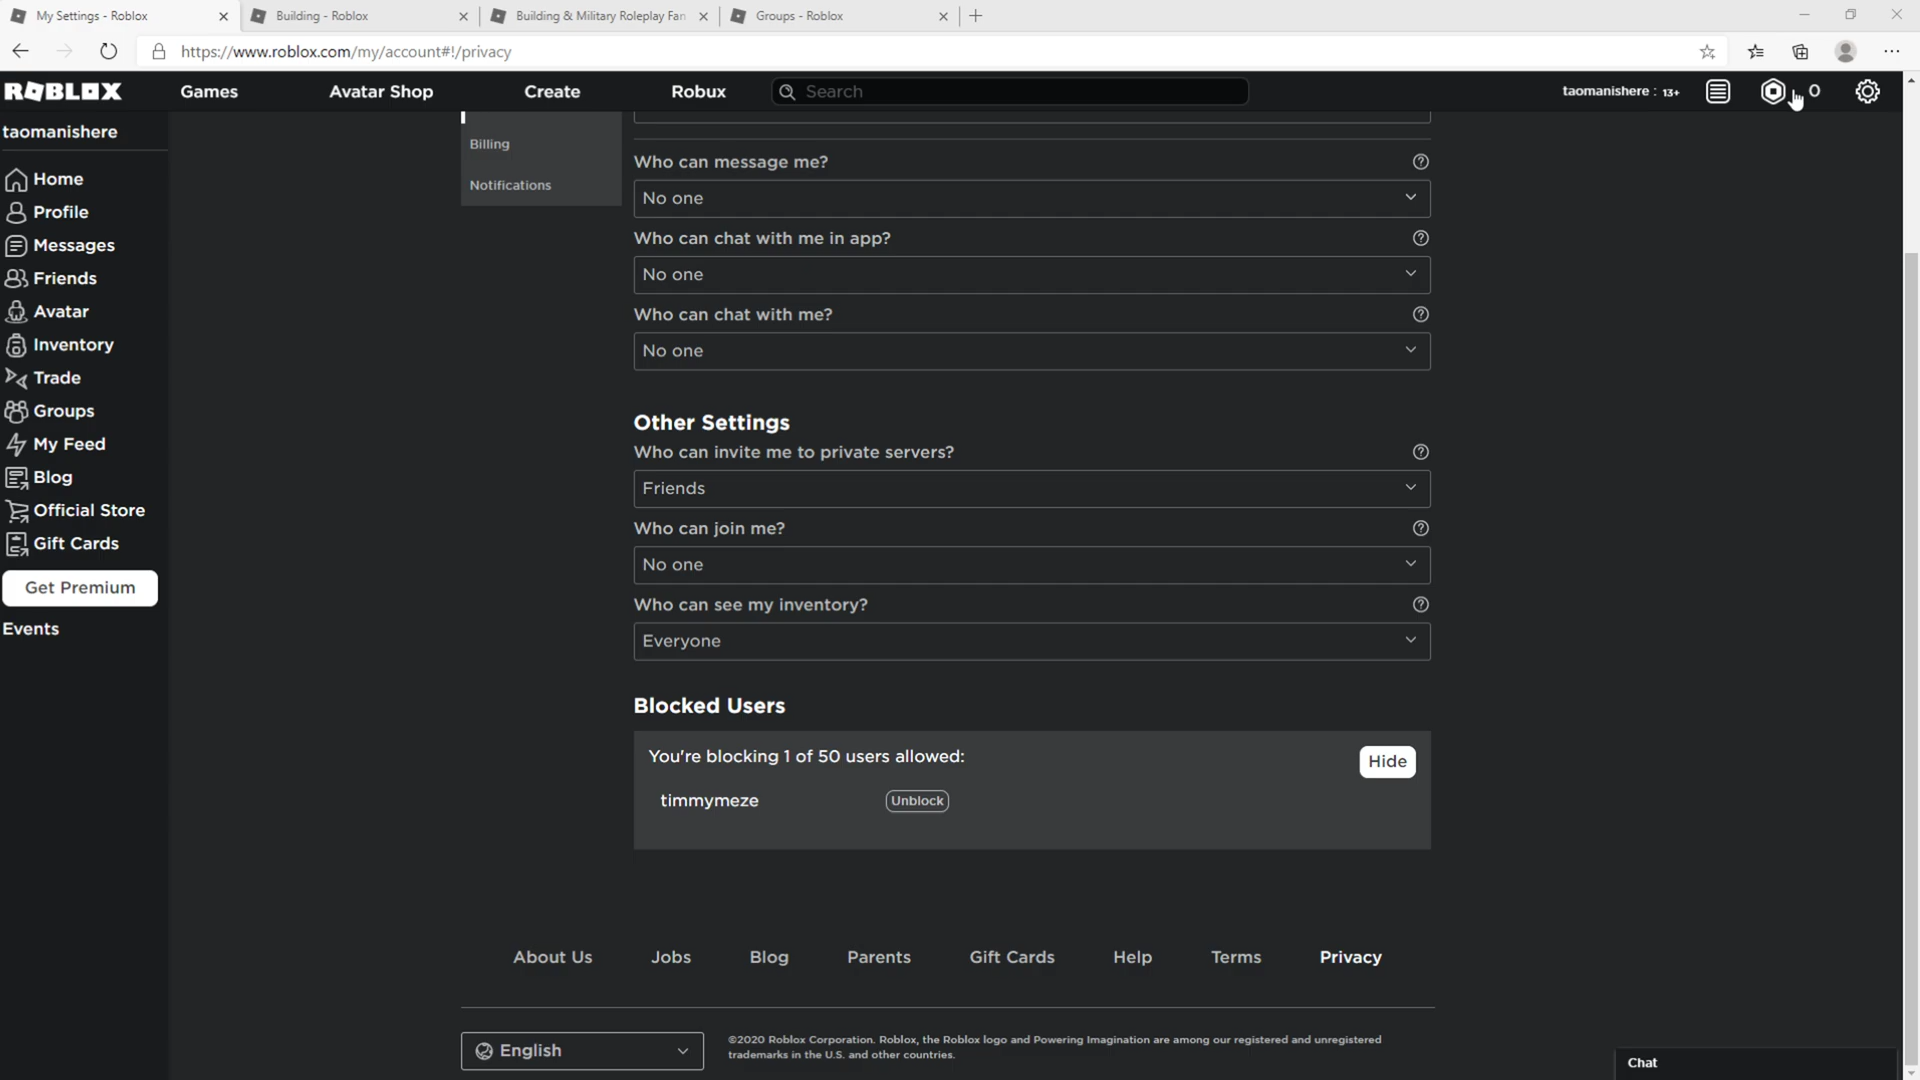 My Settings - Roblox
Building - Roblox
Building & Military Roleplay Fan
Groups - Roblox
https://www.roblox.com/my/account#!/privacy
ROBLOX
Games
Avatar Shop
Create
Robux
Search
taomanishere : 13+
0
taomanishere
Home
Profile
Messages
Friends
Avatar
Inventory
Trade
Groups
My Feed
Blog
Official Store
Gift Cards
Get Premium
Events
Billing
Notifications
Who can message me?
No one
Who can chat with me in app?
No one
Who can chat with me?
No one
Other Settings
Who can invite me to private servers?
Friends
Who can join me?
No one
Who can see my inventory?
Everyone
Blocked Users
You're blocking 1 of 50 users allowed:
Hide
timmymeze
Unblock
About Us
Jobs
Blog
Parents
Gift Cards
Help
Terms
Privacy
English
©2020 Roblox Corporation. Roblox, the Roblox logo and Powering Imagination are among our registered and unregistered
trademarks in the U.S. and other countries.
Chat